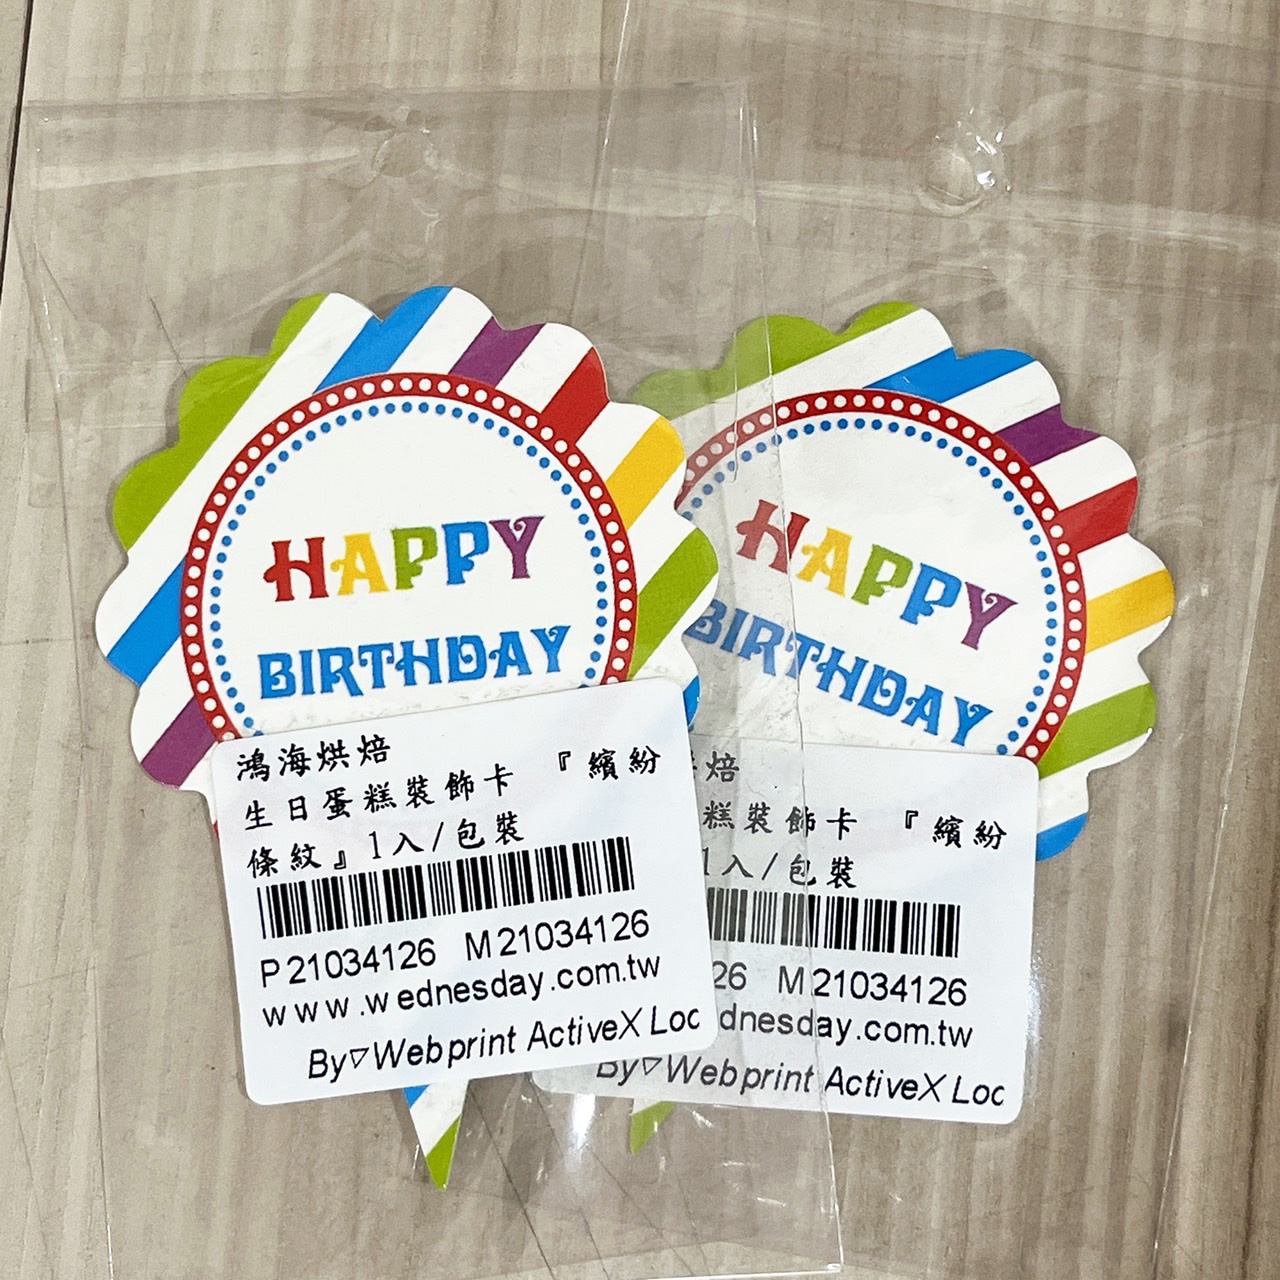 HAPPY
BIRTHDAY
鴻海烘焙
生日蛋糕裝飾卡 『繽紛
條紋』1入/包裝
P21034126 M21034126
www.wednesday.com.tw
By▽Webprint ActiveX Loc
HAPPY
BIRTHDAY
焙
糕裝飾卡 『繽紛
1入/包裝
26 M21034126
dnesday.com.tw
By▽Webprint ActiveX Loc